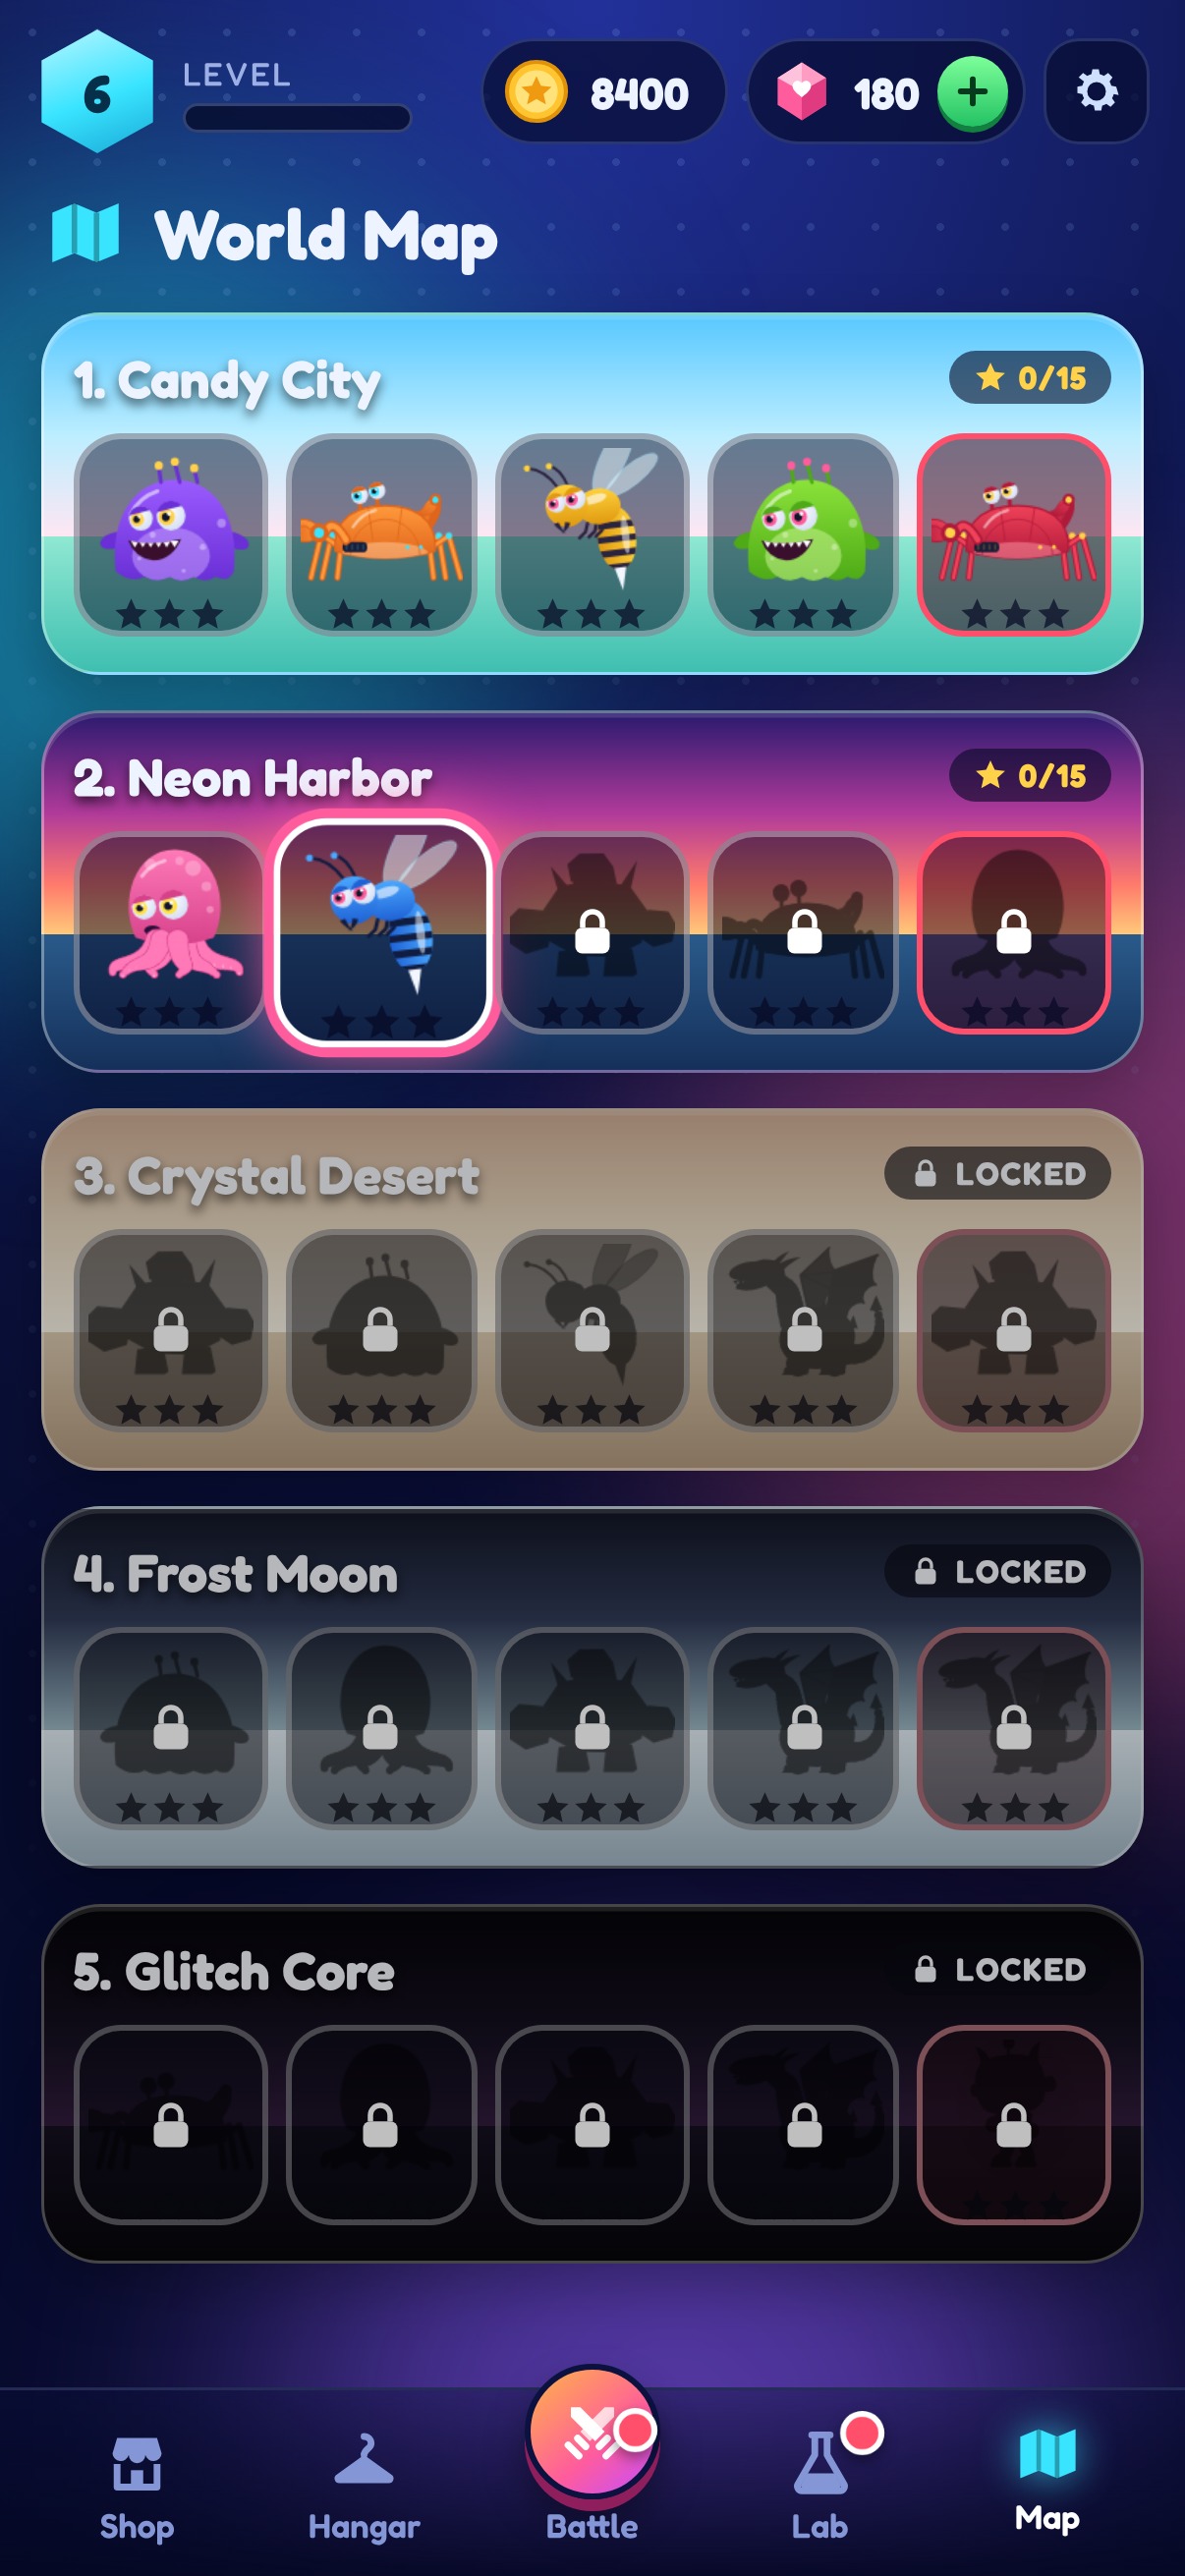 6
LEVEL
8400
180
World Map
1. Candy City
0/15
2. Neon Harbor
0/15
3. Crystal Desert
LOCKED
4. Frost Moon
LOCKED
5. Glitch Core
LOCKED
Shop
Hangar
Battle
Lab
Map